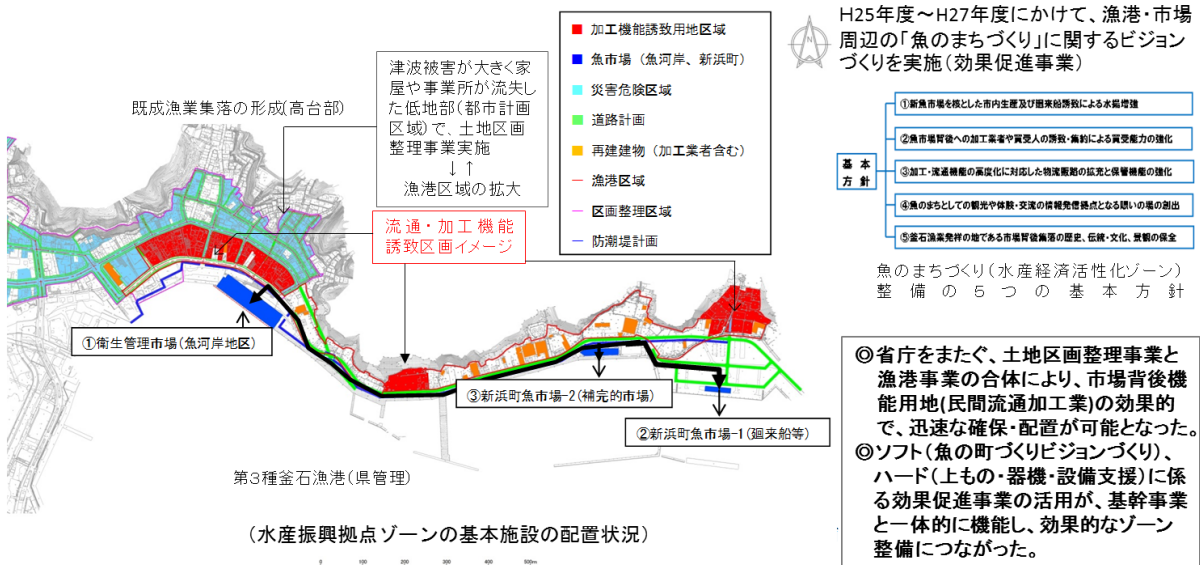 H25年度～H27年度にかけて、漁港・市場
周辺の「魚のまちづくり」に関するビジョン
づくりを実施（効果促進事業）
N
加工機能誘致用地区域
魚市場（魚河岸、新浜町）
災害危険区域
道路計画
再建建物（加工業者含む）
漁港区域
区画整理区域
防潮堤計画
津波被害が大きく家
屋や事業所が流失し
た低地部（都市計画
区域）で、土地区画
整理事業実施
↓ ↑
漁港区域の拡大
既成漁業集落の形成（高台部）
流通・加工機能
誘致区画イメージ
①衛生管理市場（魚河岸地区）
③新浜町魚市場-2（補完的市場）
②新浜町魚市場-1（廻来船等）
第３種釜石漁港（県管理）
（水産振興拠点ゾーンの基本施設の配置状況）
0 100 200 300 400 500m
基本
方針
①新魚市場を核とした市内生産及び廻来船誘致による水揚増強
②魚市場背後への加工業者や買受人の誘致・集約による買受能力の強化
③加工・流通機能の高度化に対応した物流販路の拡充と保管機能の強化
④魚のまちとしての観光や体験・交流の情報発信拠点となる賑いの場の創出
⑤釜石漁業発祥の地である市場背後集落の歴史、伝統・文化、景観の保全
魚のまちづくり（水産経済活性化ゾーン）
整備の５つの基本方針
◎省庁をまたぐ、土地区画整理事業と
漁港事業の合体により、市場背後機
能用地(民間流通加工業)の効果的
で、迅速な確保・配置が可能となった。
◎ソフト（魚の町づくりビジョンづくり）、
ハード（上もの・器機・設備支援）に係
る効果促進事業の活用が、基幹事業
と一体的に機能し、効果的なゾーン
整備につながった。